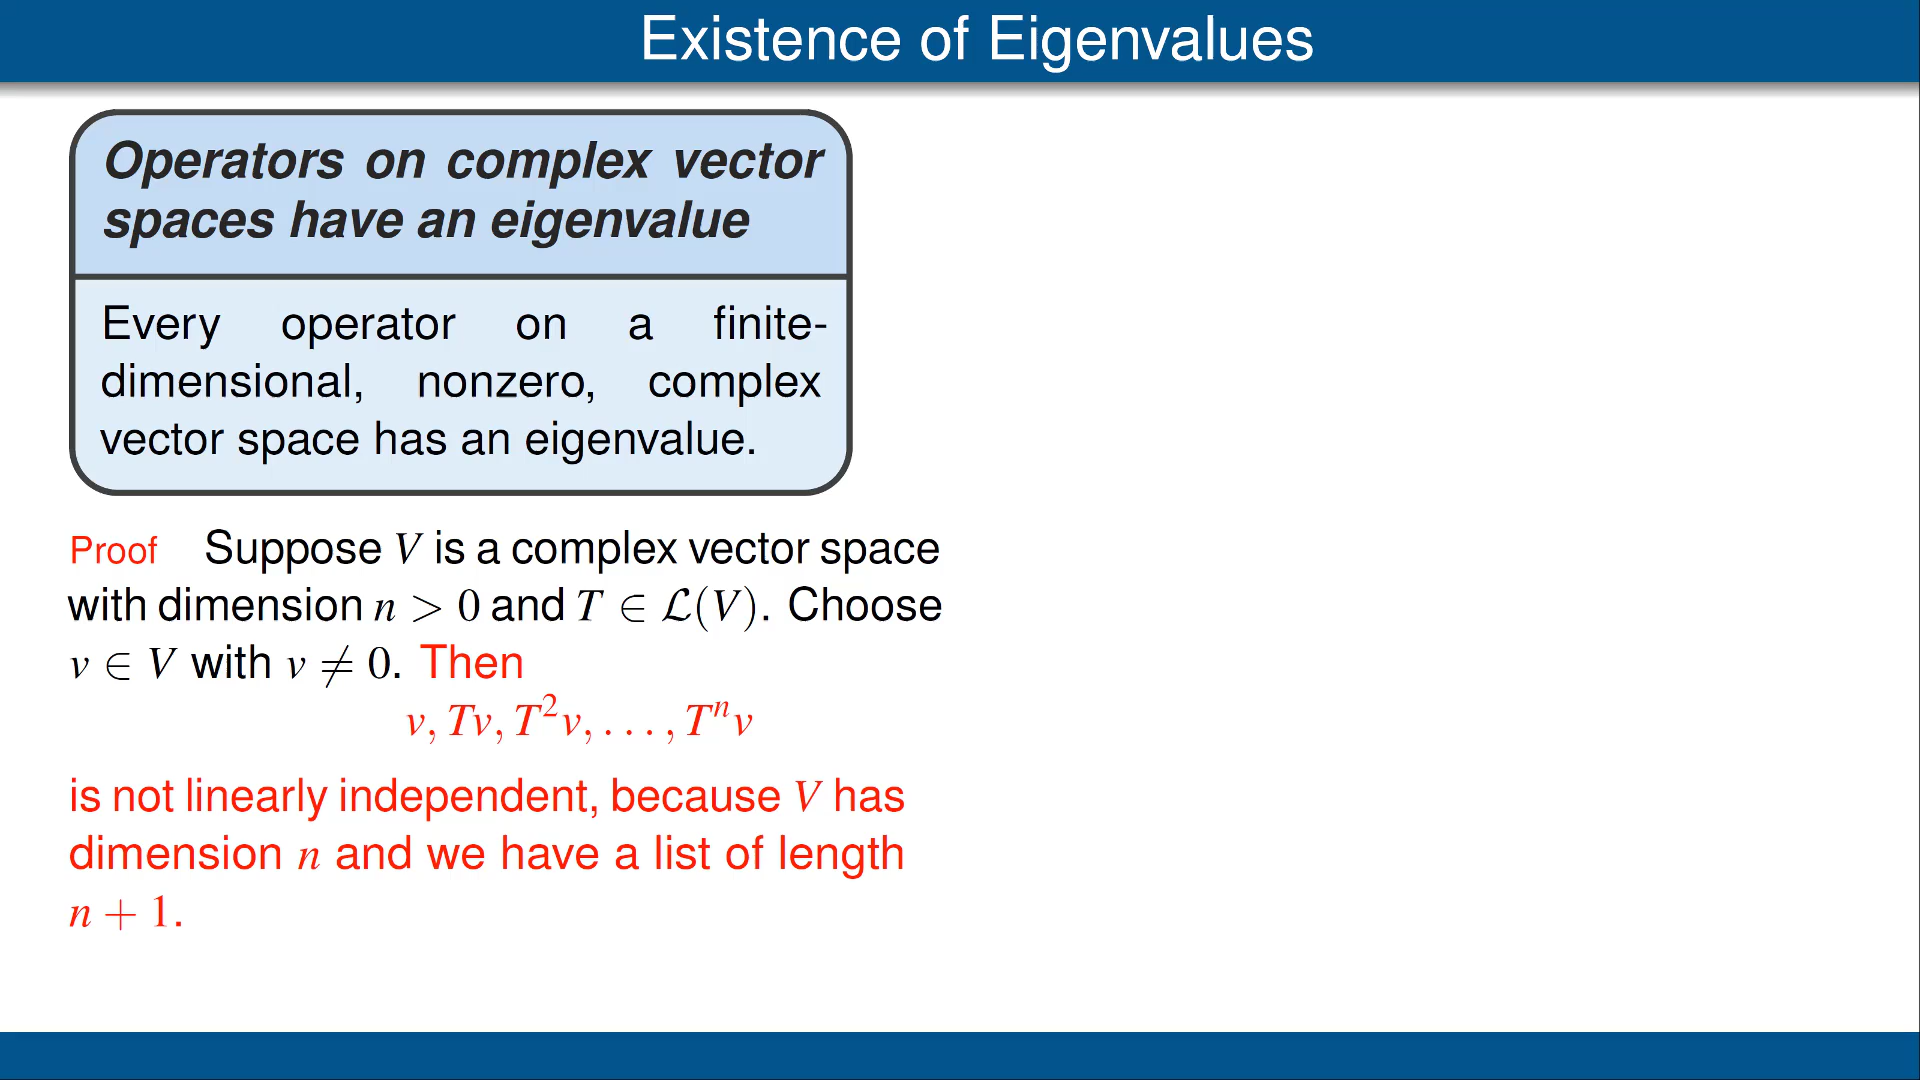 Existence of Eigenvalues
Operators on complex vector
spaces have an eigenvalue
Every operator on a finite-
dimensional, nonzero, complex
vector space has an eigenvalue.
Proof Suppose V is a complex vector space
with dimension n > 0 and T ∈ ℒ(V). Choose
v ∈ V with v ≠ 0. Then
v, Tv, T²v, . . . , Tⁿv
is not linearly independent, because V has
dimension n and we have a list of length
n + 1.